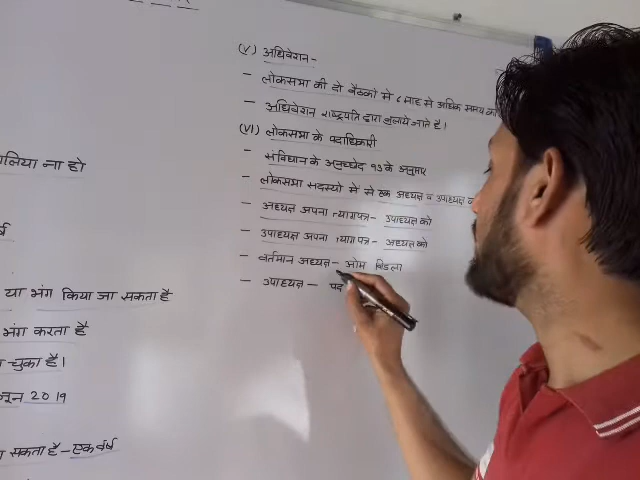 (V) अधिवेशन-
- लोकसभा की दो बैठकों में 6 माह से अधिक समय का
- अधिवेशन राष्ट्रपति द्वारा बुलाये जाते है।
(VI) लोकसभा के पदाधिकारी
- संविधान के अनुच्छेद 93 के अनुसार
- लोकसभा सदस्यो में से एक अध्यक्ष व उपाध्यक्ष
- अध्यक्ष अपना त्यागपत्र- उपाध्यक्ष को
- उपाध्यक्ष अपना त्यागपत्र- अध्यक्ष को
- वर्तमान अध्यक्ष- ओम बिडला
- उपाध्यक्ष- पद
ालिया ना हो
र्ष
या भंग किया जा सकता है
भंग करता है
चुका है।
नून 2019
सकता है- एक वर्ष